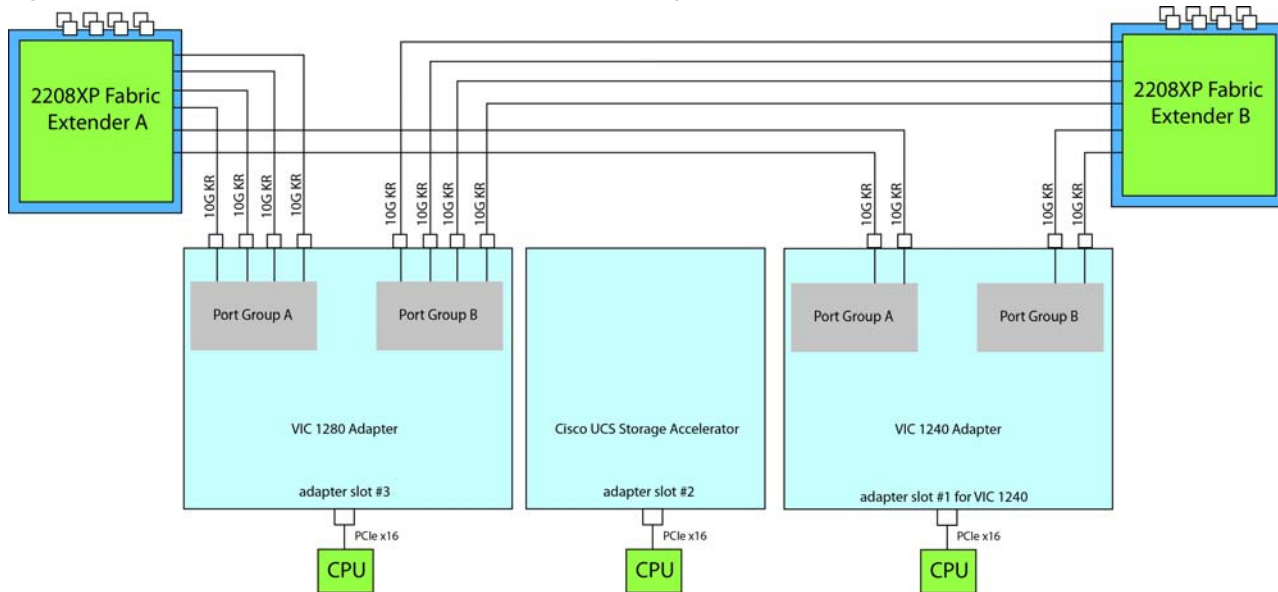 2208XP Fabric
Extender A
2208XP Fabric
Extender B
10G KR
10G KR
10G KR
10G KR
10G KR
10G KR
10G KR
10G KR
10G KR
10G KR
10G KR
10G KR
Port Group A
Port Group B
Port Group A
Port Group B
VIC 1280 Adapter
Cisco UCS Storage Accelerator
VIC 1240 Adapter
adapter slot #3
adapter slot #2
adapter slot #1 for VIC 1240
PCIe x16
PCIe x16
PCIe x16
CPU
CPU
CPU